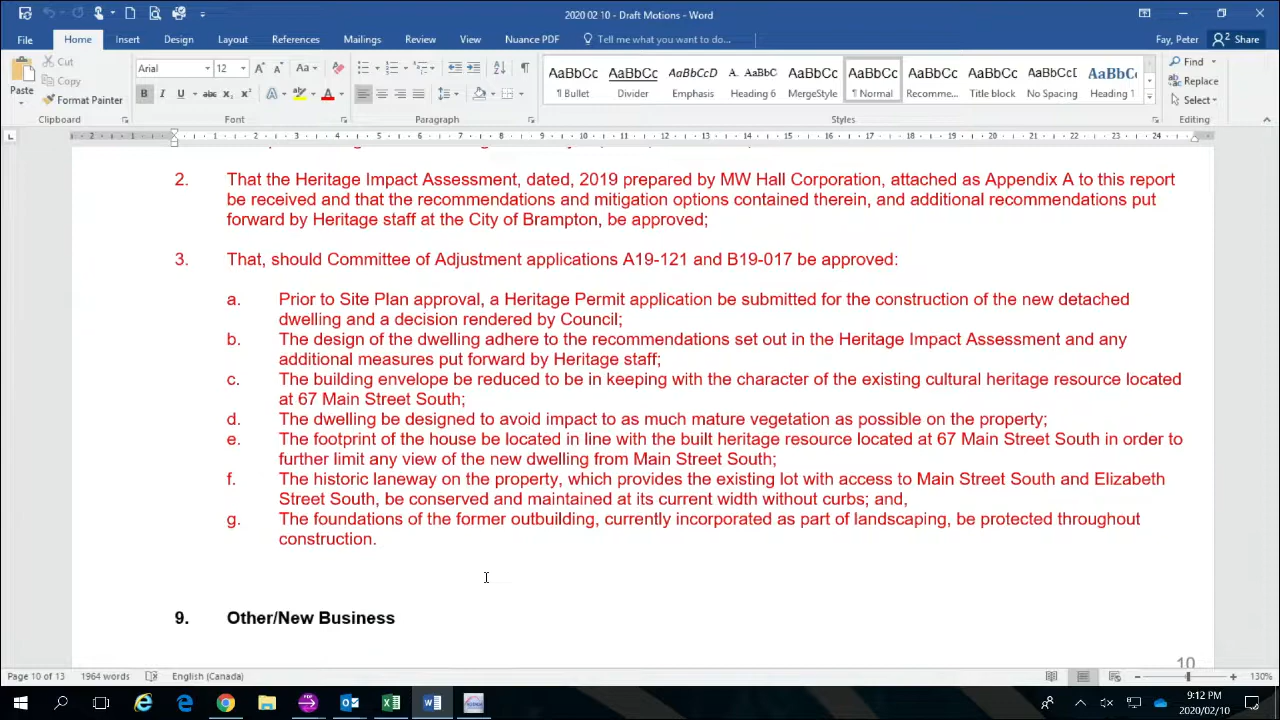 2020 02 10 - Draft Motions - Word
File Home Insert Design Layout References Mailings Review View Nuance PDF Tell me what you want to do... Fay, Peter Share
Cut
Copy
Format Painter
Paste
Arial 12
Clipboard Font Paragraph Styles Editing
AaBbCc AaBbCc AaBbCcD A. AaBbC AaBbCc AaBbCc AaBbCc AaBbCc AaBbCcD AaBbCc
¶ Bullet Divider Emphasis Heading 6 MergeStyle ¶ Normal Recomme... Title block No Spacing Heading 1
Find
Replace
Select
2. That the Heritage Impact Assessment, dated, 2019 prepared by MW Hall Corporation, attached as Appendix A to this report
be received and that the recommendations and mitigation options contained therein, and additional recommendations put
forward by Heritage staff at the City of Brampton, be approved;
3. That, should Committee of Adjustment applications A19-121 and B19-017 be approved:
a. Prior to Site Plan approval, a Heritage Permit application be submitted for the construction of the new detached
dwelling and a decision rendered by Council;
b. The design of the dwelling adhere to the recommendations set out in the Heritage Impact Assessment and any
additional measures put forward by Heritage staff;
c. The building envelope be reduced to be in keeping with the character of the existing cultural heritage resource located
at 67 Main Street South;
d. The dwelling be designed to avoid impact to as much mature vegetation as possible on the property;
e. The footprint of the house be located in line with the built heritage resource located at 67 Main Street South in order to
further limit any view of the new dwelling from Main Street South;
f. The historic laneway on the property, which provides the existing lot with access to Main Street South and Elizabeth
Street South, be conserved and maintained at its current width without curbs; and,
g. The foundations of the former outbuilding, currently incorporated as part of landscaping, be protected throughout
construction.
9. Other/New Business
10
Page 10 of 13 1964 words English (Canada) 130%
9:12 PM
2020/02/10